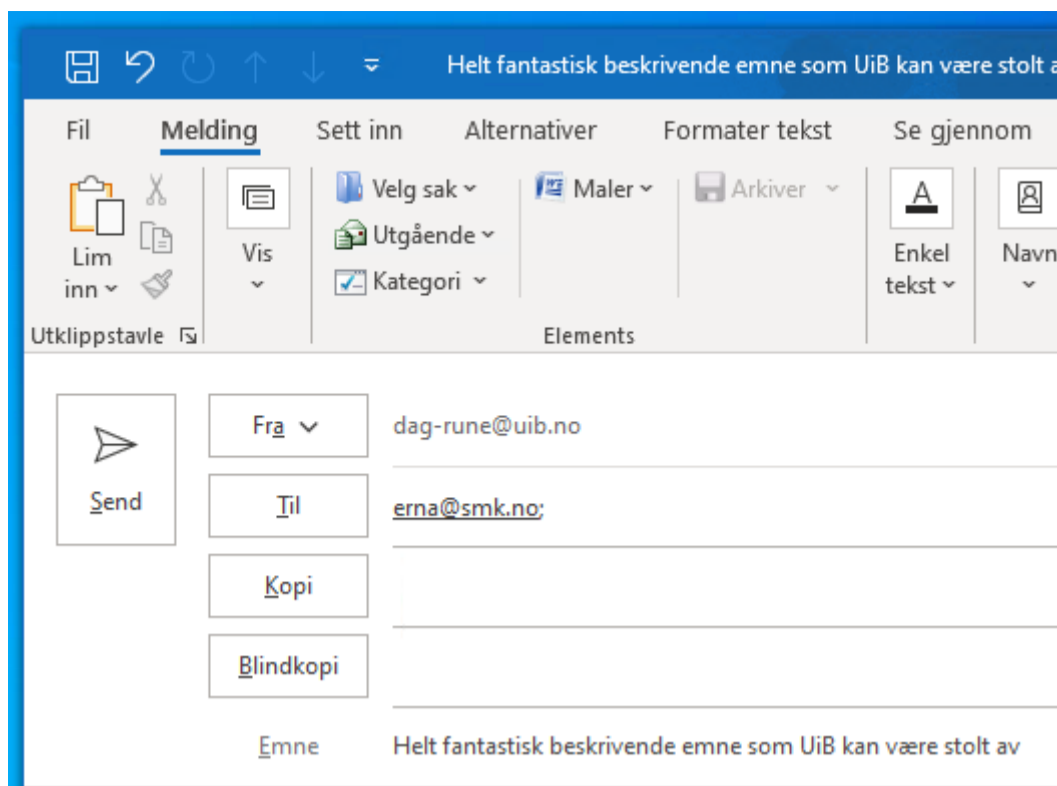 Helt fantastisk beskrivende emne som UiB kan være stolt a
Fil Melding Sett inn Alternativer Formater tekst Se gjennom
Lim inn
Vis
Velg sak
Utgående
Kategori
Maler
Arkiver
Enkel tekst
Navn
Utklippstavle
Elements
Send
Fra dag-rune@uib.no
Til erna@smk.no;
Kopi
Blindkopi
Emne Helt fantastisk beskrivende emne som UiB kan være stolt av